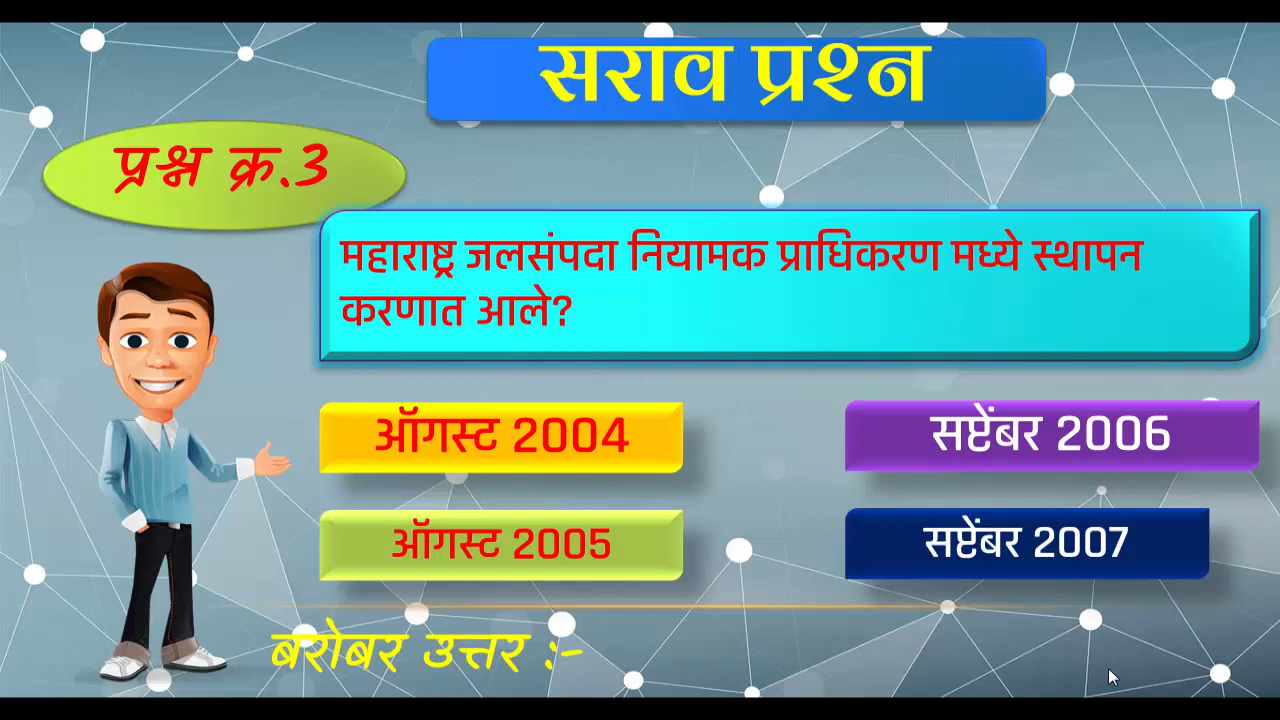 सराव प्रश्न
प्रश्न क्र.3
महाराष्ट्र जलसंपदा नियामक प्राधिकरण मध्ये स्थापन
करणात आले?
ऑगस्ट 2004
सप्टेंबर 2006
ऑगस्ट 2005
सप्टेंबर 2007
बरोबर उत्तर :-